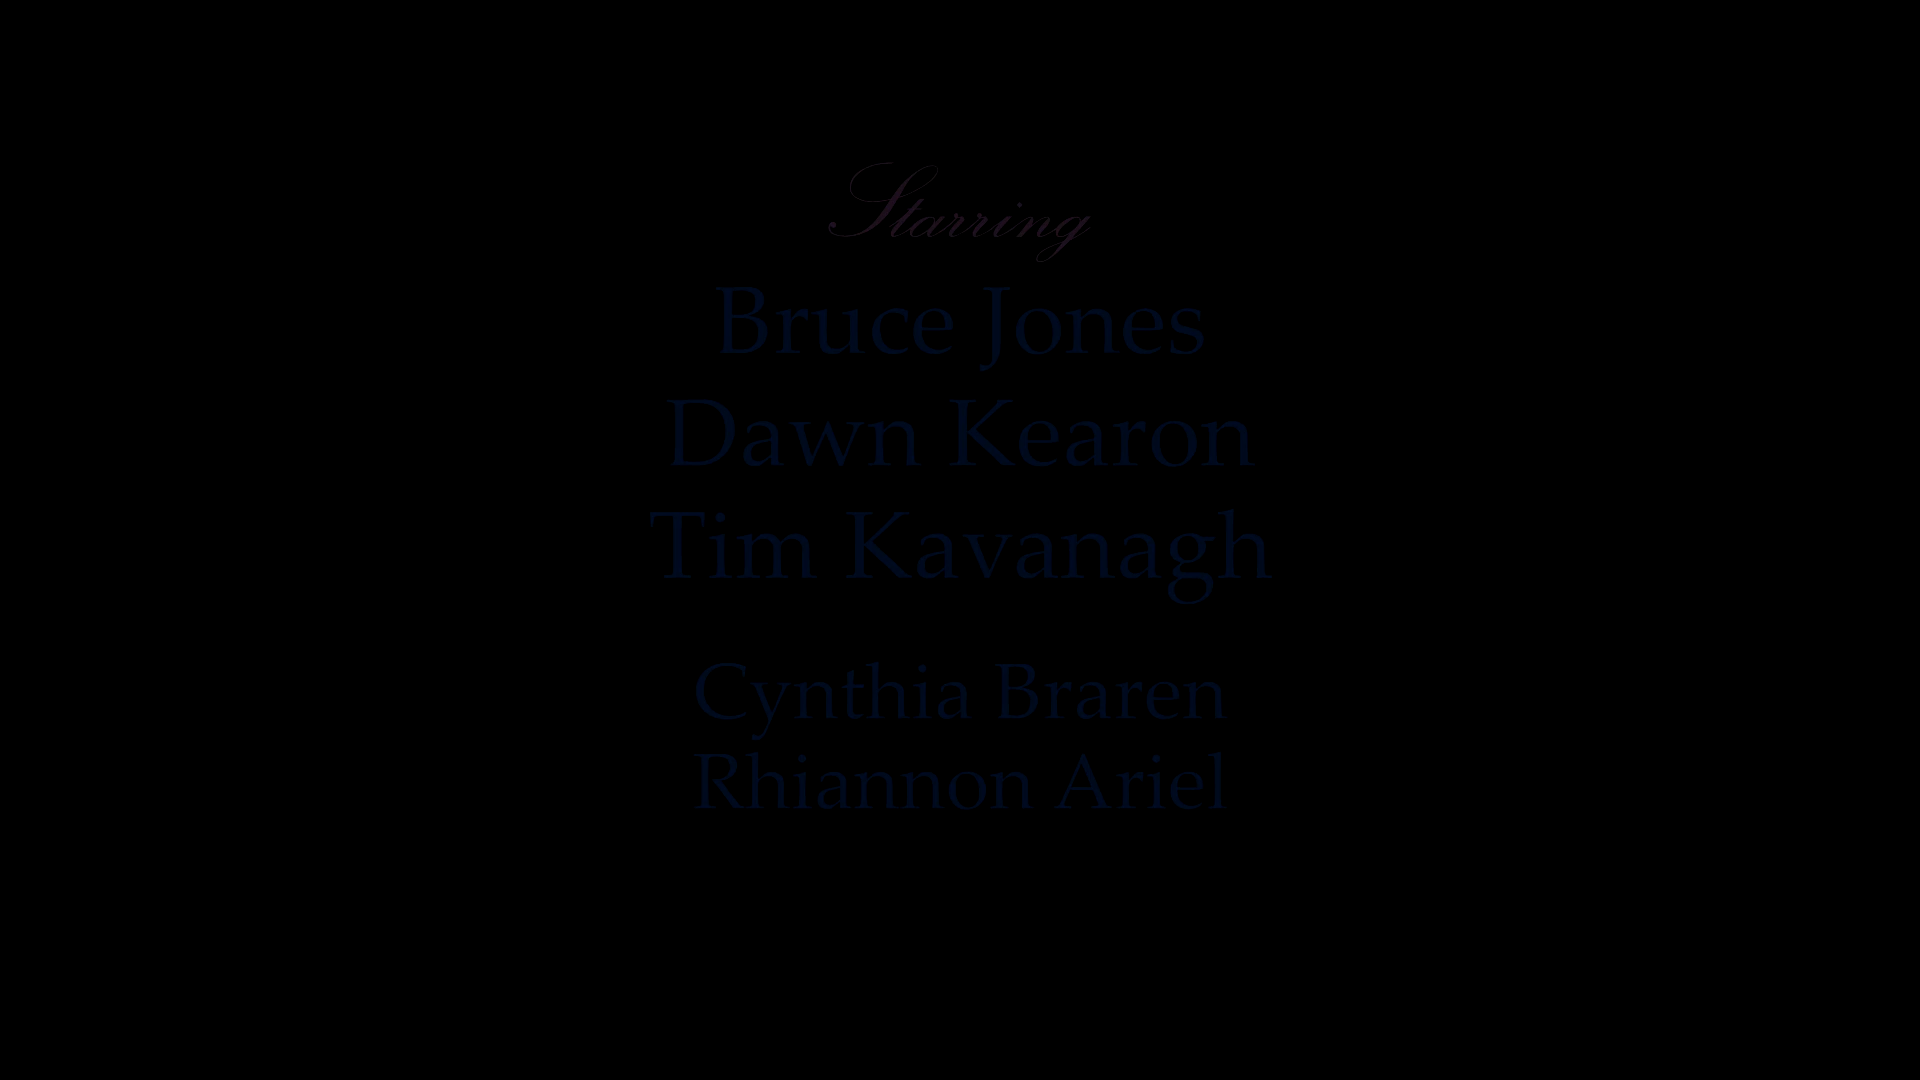 Starring
Bruce Jones
Dawn Kearon
Tim Kavanagh
Cynthia Braren
Rhiannon Ariel